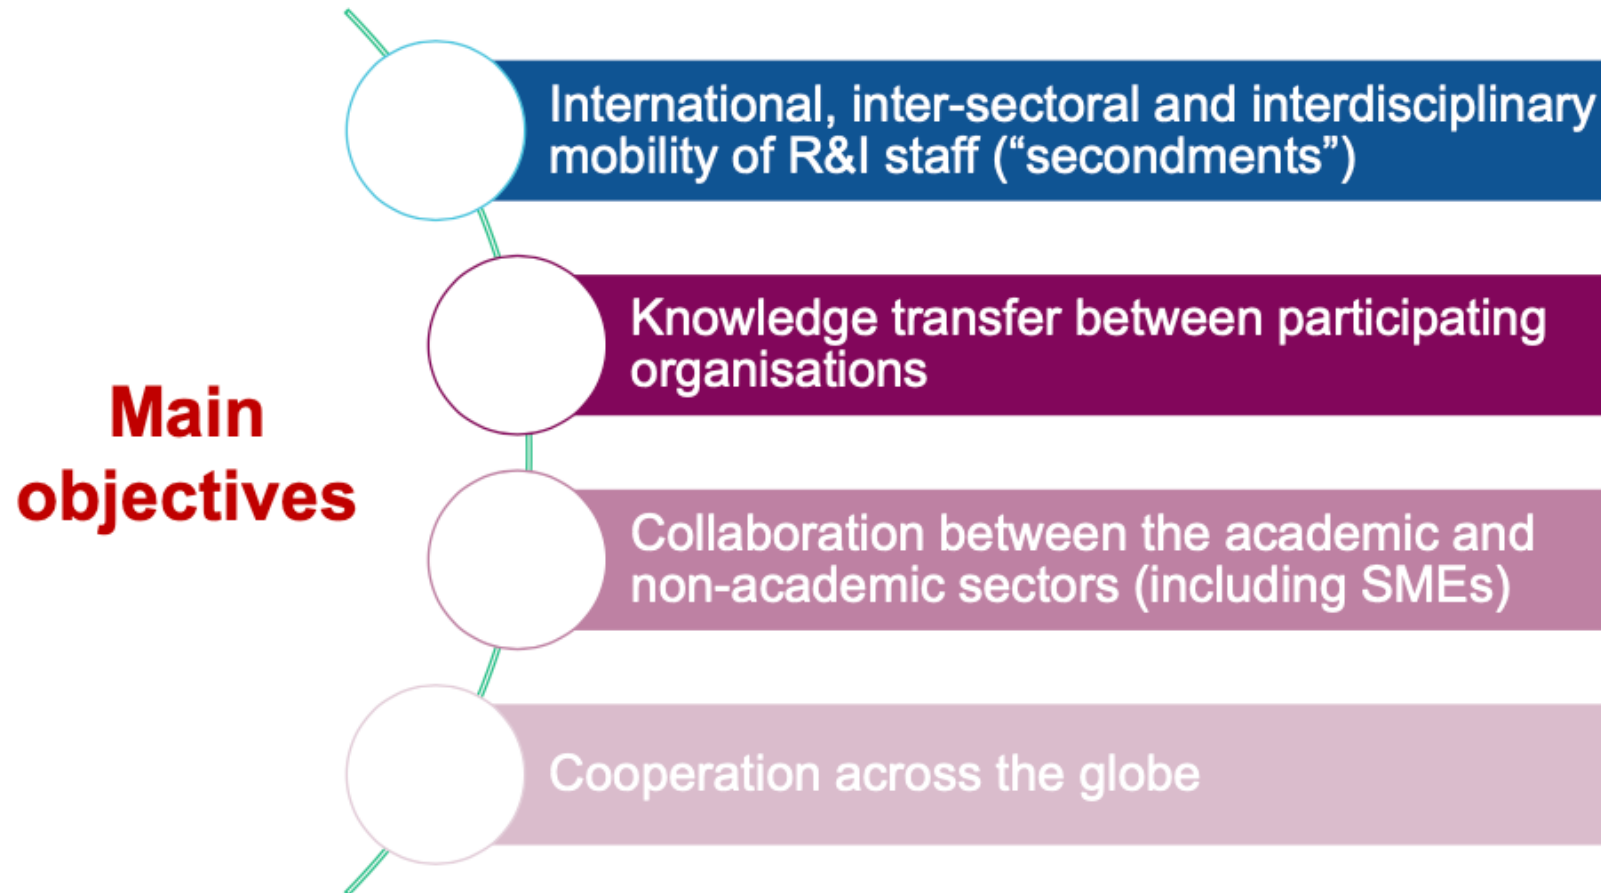 International, inter-sectoral and interdisciplinary
mobility of R&I staff (“secondments”)
Knowledge transfer between participating
organisations
Main
objectives
Collaboration between the academic and
non-academic sectors (including SMEs)
Cooperation across the globe